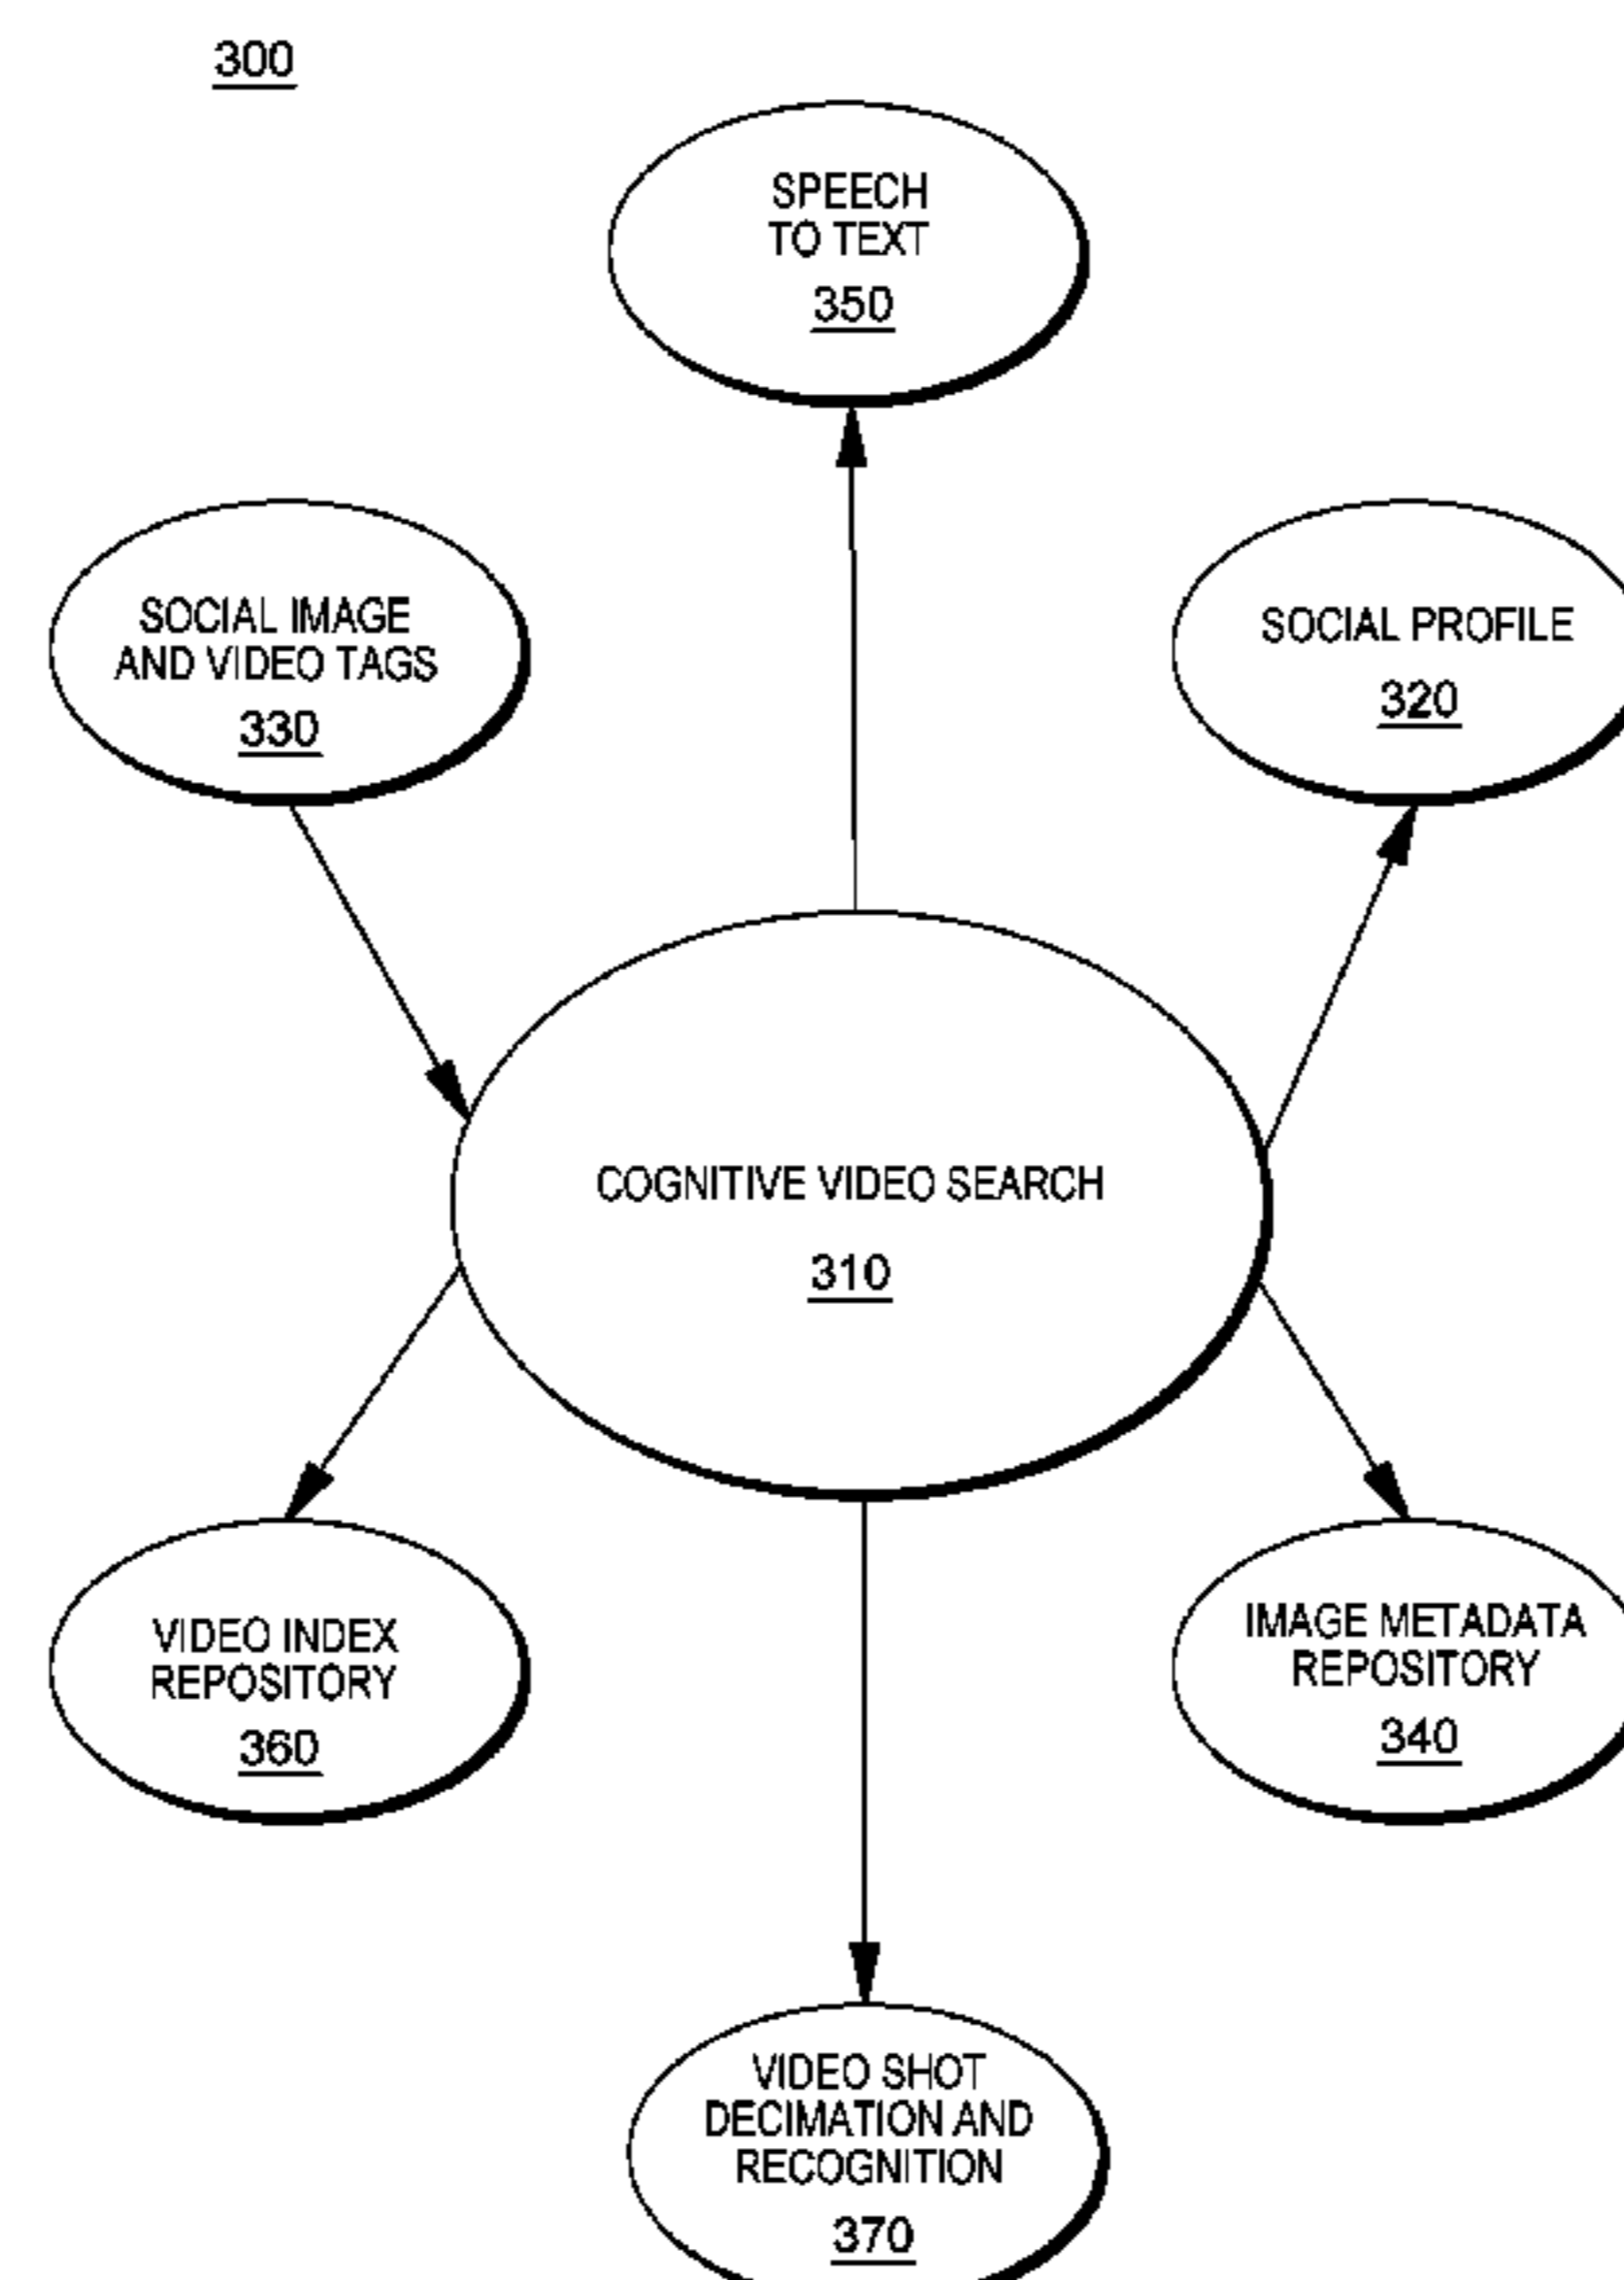 300
SPEECH
TO TEXT
350
SOCIAL IMAGE
AND VIDEO TAGS
330
SOCIAL PROFILE
320
COGNITIVE VIDEO SEARCH
310
VIDEO INDEX
REPOSITORY
360
IMAGE METADATA
REPOSITORY
340
VIDEO SHOT
DECIMATION AND
RECOGNITION
370